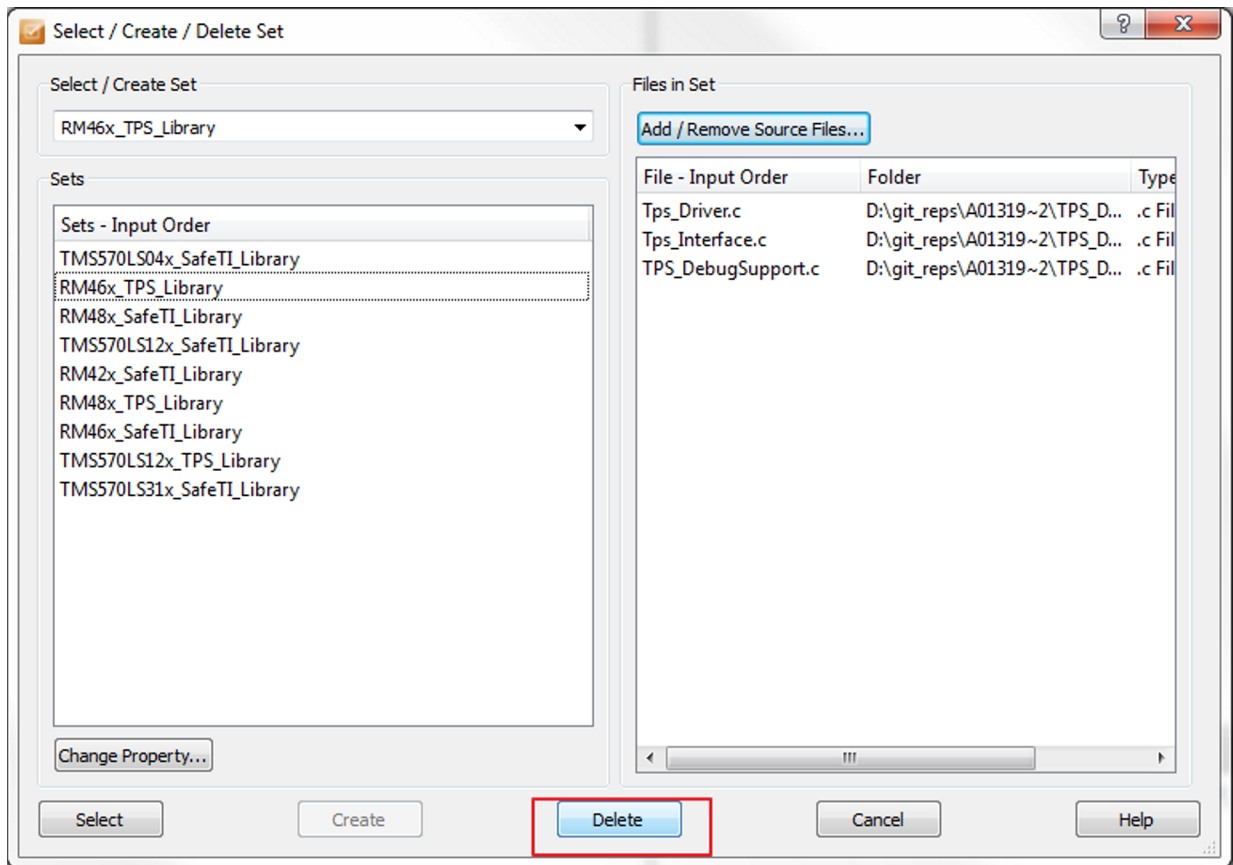 Select / Create / Delete Set
Select / Create Set
RM46x_TPS_Library
Sets
Sets - Input Order
TMS570LS04x_SafeTI_Library
RM46x_TPS_Library
RM48x_SafeTI_Library
TMS570LS12x_SafeTI_Library
RM42x_SafeTI_Library
RM48x_TPS_Library
RM46x_SafeTI_Library
TMS570LS12x_TPS_Library
TMS570LS31x_SafeTI_Library
Change Property...
Files in Set
Add / Remove Source Files...
File - Input Order Folder Type
Tps_Driver.c D:\git_reps\A01319~2\TPS_D... .c Fil
Tps_Interface.c D:\git_reps\A01319~2\TPS_D... .c Fil
TPS_DebugSupport.c D:\git_reps\A01319~2\TPS_D... .c Fil
Select Create Delete Cancel Help